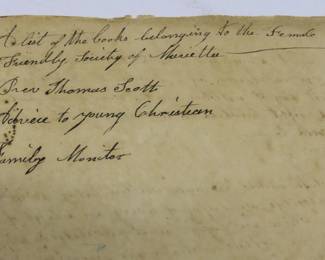 A list of the books belonging to the Female
Friendly Society of Marietta
Rev Thomas Scott
Advice to young Christian
Family Monitor